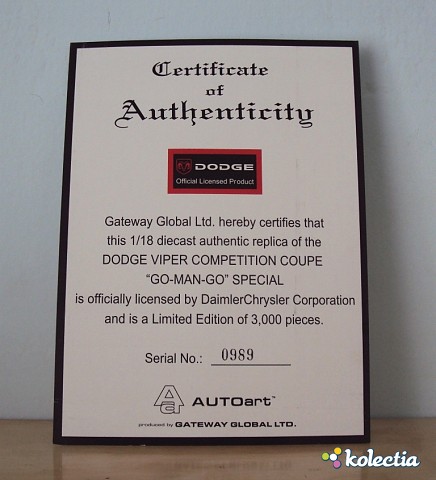 Certificate
of
Authenticity
DODGE
Official Licensed Product
Gateway Global Ltd. hereby certifies that
this 1/18 diecast authentic replica of the
DODGE VIPER COMPETITION COUPE
“GO-MAN-GO” SPECIAL
is officially licensed by DaimlerChrysler Corporation
and is a Limited Edition of 3,000 pieces.
Serial No.: 0989
AUTOart™
produced by GATEWAY GLOBAL LTD.
kolectia